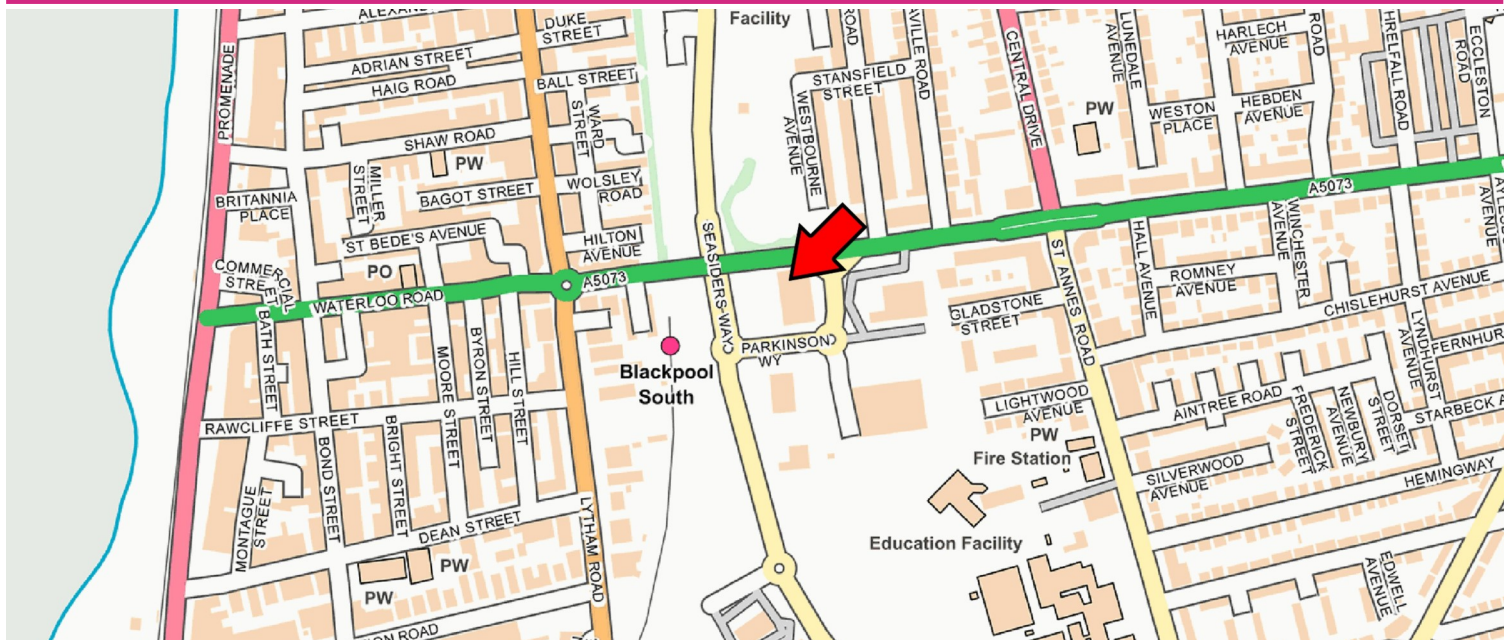 Facility
DUKE
STREET
ADRIAN STREET
HAIG ROAD
BALL STREET
PROMENADE
SHAW ROAD
PW
WARD
STREET
MILLER
STREET
WOLSLEY
ROAD
BAGOT STREET
BRITANNIA
PLACE
ST BEDE'S AVENUE
HILTON
AVENUE
PO
COMMERCIAL
STREET
WATERLOO ROAD
A5073
BATH STREET
MOORE STREET
BYRON STREET
HILL STREET
RAWCLIFFE STREET
BOND STREET
BRIGHT STREET
MONTAGUE
STREET
DEAN STREET
LYTHAM ROAD
PW
PW
ROAD
STANSFIELD
STREET
WESTBOURNE
AVENUE
SEASIDERS WAY
PARKINSON
WY
Blackpool
South
CENTRAL DRIVE
LUNEDALE
AVENUE
HARLECH
AVENUE
ROAD
ECCLESTON
ROAD
PW
WESTON
PLACE
HEBDEN
AVENUE
A5073
HALL AVENUE
WINCHESTER
AVENUE
AVENUE
ROMNEY
AVENUE
CHISLEHURST AVENUE
ST ANNES ROAD
GLADSTONE
STREET
LYNDHURST
AVENUE
LIGHTWOOD
AVENUE
PW
Fire Station
AINTREE ROAD
FREDERICK
STREET
NEWBURY
AVENUE
DORSET
STREET
STARBECK
SILVERWOOD
AVENUE
HEMINGWAY
Education Facility
EDWELL
AVENUE
ROAD